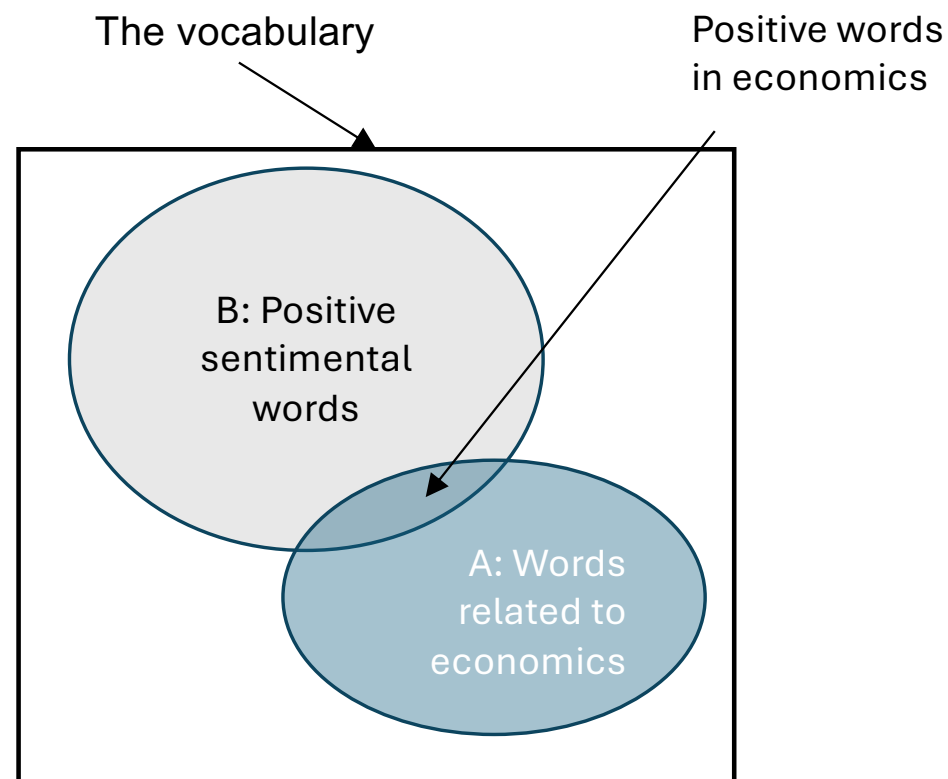 The vocabulary
Positive words
in economics
B: Positive
sentimental
words
A: Words
related to
economics